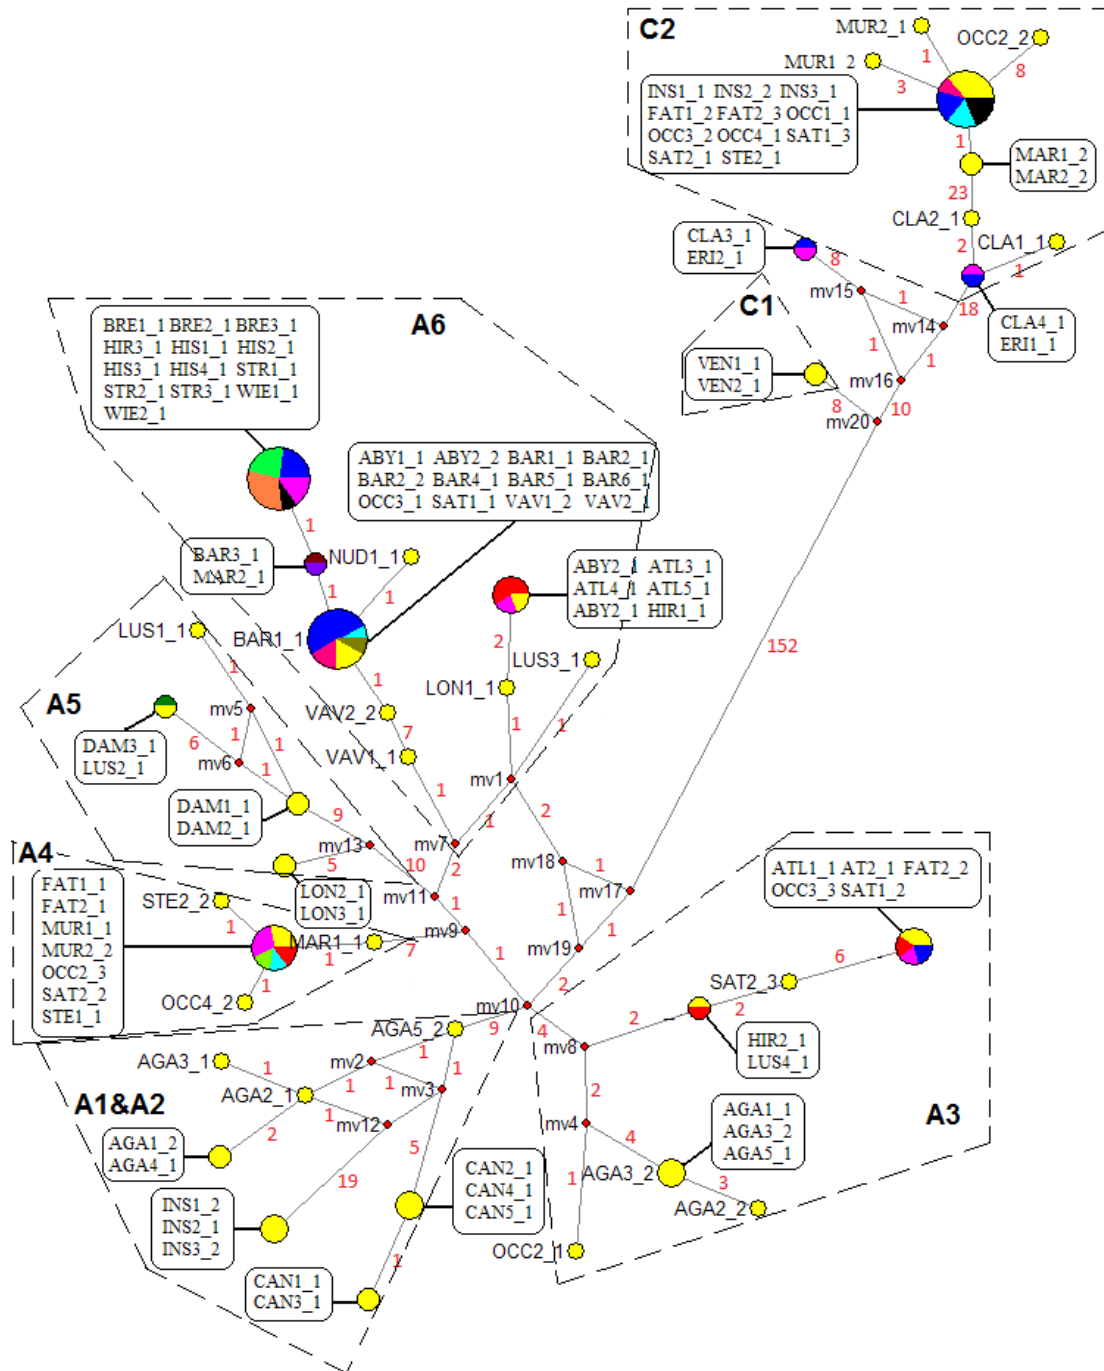 C2
MUR2_1
OCC2_2
MUR1_2
1
8
3
INS1_1 INS2_2 INS3_1
FAT1_2 FAT2_3 OCC1_1
OCC3_2 OCC4_1 SAT1_3
SAT2_1 STE2_1
1
MAR1_2
MAR2_2
23
CLA2_1
CLA1_1
2
1
CLA3_1
ERI2_1
8
mv15
1
18
mv14
CLA4_1
ERI1_1
C1
1
1
VEN1_1
VEN2_1
mv16
8
10
mv20
152
A6
BRE1_1 BRE2_1 BRE3_1
HIR3_1 HIS1_1 HIS2_1
HIS3_1 HIS4_1 STR1_1
STR2_1 STR3_1 WIE1_1
WIE2_1
ABY1_1 ABY2_2 BAR1_1 BAR2_1
BAR2_2 BAR4_1 BAR5_1 BAR6_1
OCC3_1 SAT1_1 VAV1_2 VAV2_1
1
BAR3_1
MAR2_1
NUD1_1
1
1
ABY2_1 ATL3_1
ATL4_1 ATL5_1
ABY2_1 HIR1_1
BAR1_1
2
LUS3_1
LON1_1
1
VAV2_2
7
VAV1_1
1
1
mv1
1
1
mv7
2
2
LUS1_1
1
A5
mv5
6
1
1
mv6
1
DAM3_1
LUS2_1
DAM1_1
DAM2_1
9
mv13
5
10
LON2_1
LON3_1
mv11
1
mv9
mv18
1
mv17
1
1
mv19
2
A4
FAT1_1
FAT2_1
MUR1_1
MUR2_2
OCC2_3
SAT2_2
STE1_1
STE2_2
1
MAR1_1
1
7
1
OCC4_2
1
mv10
A1&A2
AGA5_2
9
AGA3_1
1
mv2
1
1
mv3
1
1
AGA2_1
1
mv12
2
AGA1_2
AGA4_1
19
5
INS1_2
INS2_1
INS3_2
CAN2_1
CAN4_1
CAN5_1
1
CAN1_1
CAN3_1
A3
ATL1_1 AT2_1 FAT2_2
OCC3_3 SAT1_2
6
SAT2_3
2
2
HIR2_1
LUS4_1
4
mv8
2
mv4
4
AGA1_1
AGA3_2
AGA5_1
AGA3_2
3
AGA2_2
1
OCC2_1